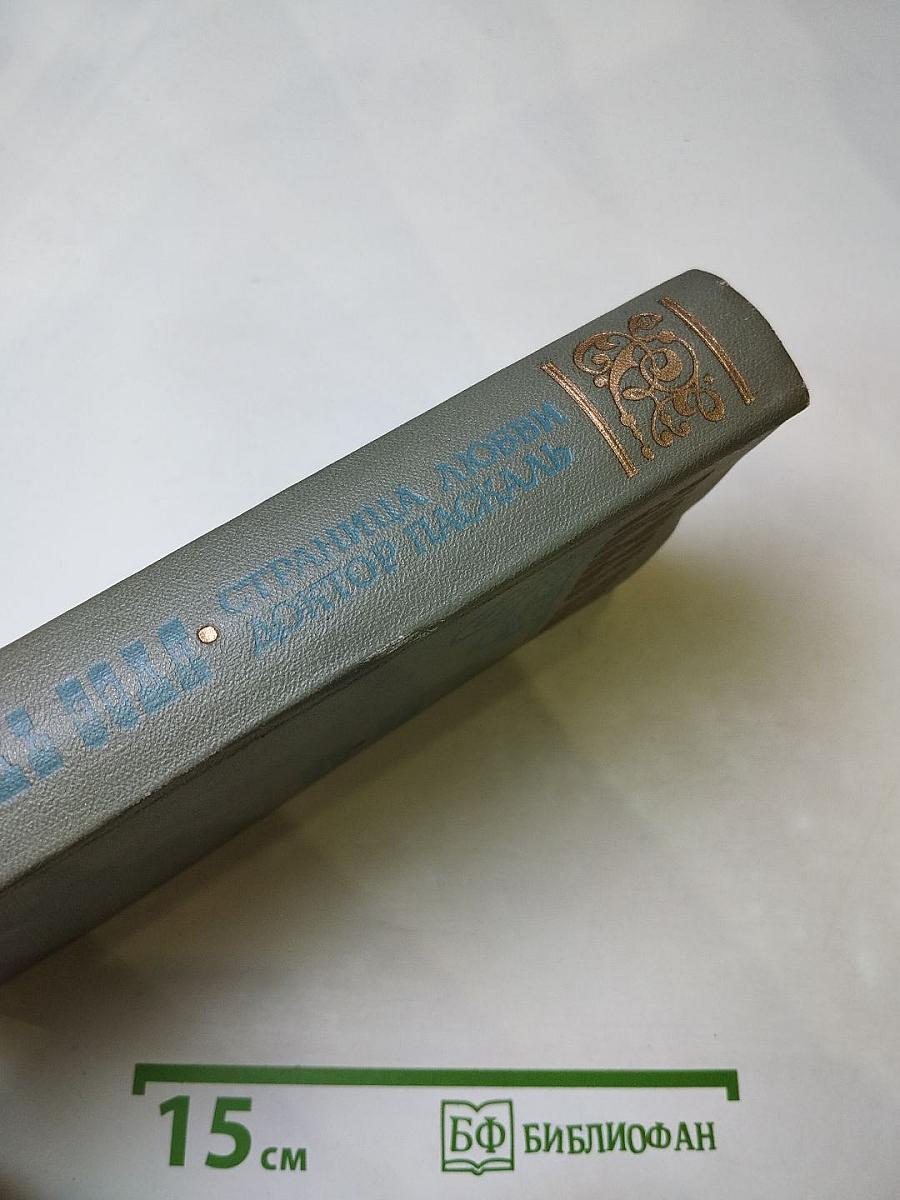 СТРАНИЦА ЛЮБВИ
ДОКТОР ПАСКАЛЬ
15 см
БФ БИБЛИОФАН